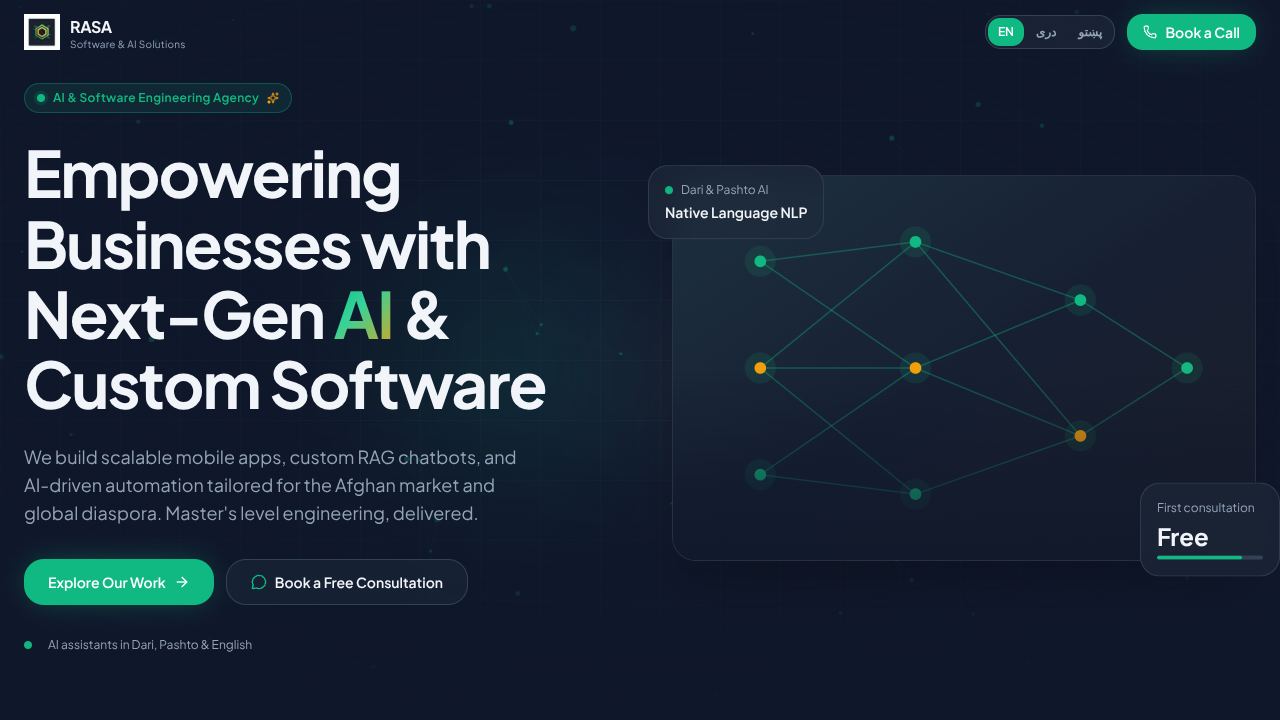 RASA
Software & AI Solutions
EN
دری
پښتو
Book a Call
AI & Software Engineering Agency
Empowering
Businesses with
Next-Gen AI &
Custom Software
We build scalable mobile apps, custom RAG chatbots, and
AI-driven automation tailored for the Afghan market and
global diaspora. Master's level engineering, delivered.
Explore Our Work
Book a Free Consultation
AI assistants in Dari, Pashto & English
Dari & Pashto AI
Native Language NLP
First consultation
Free